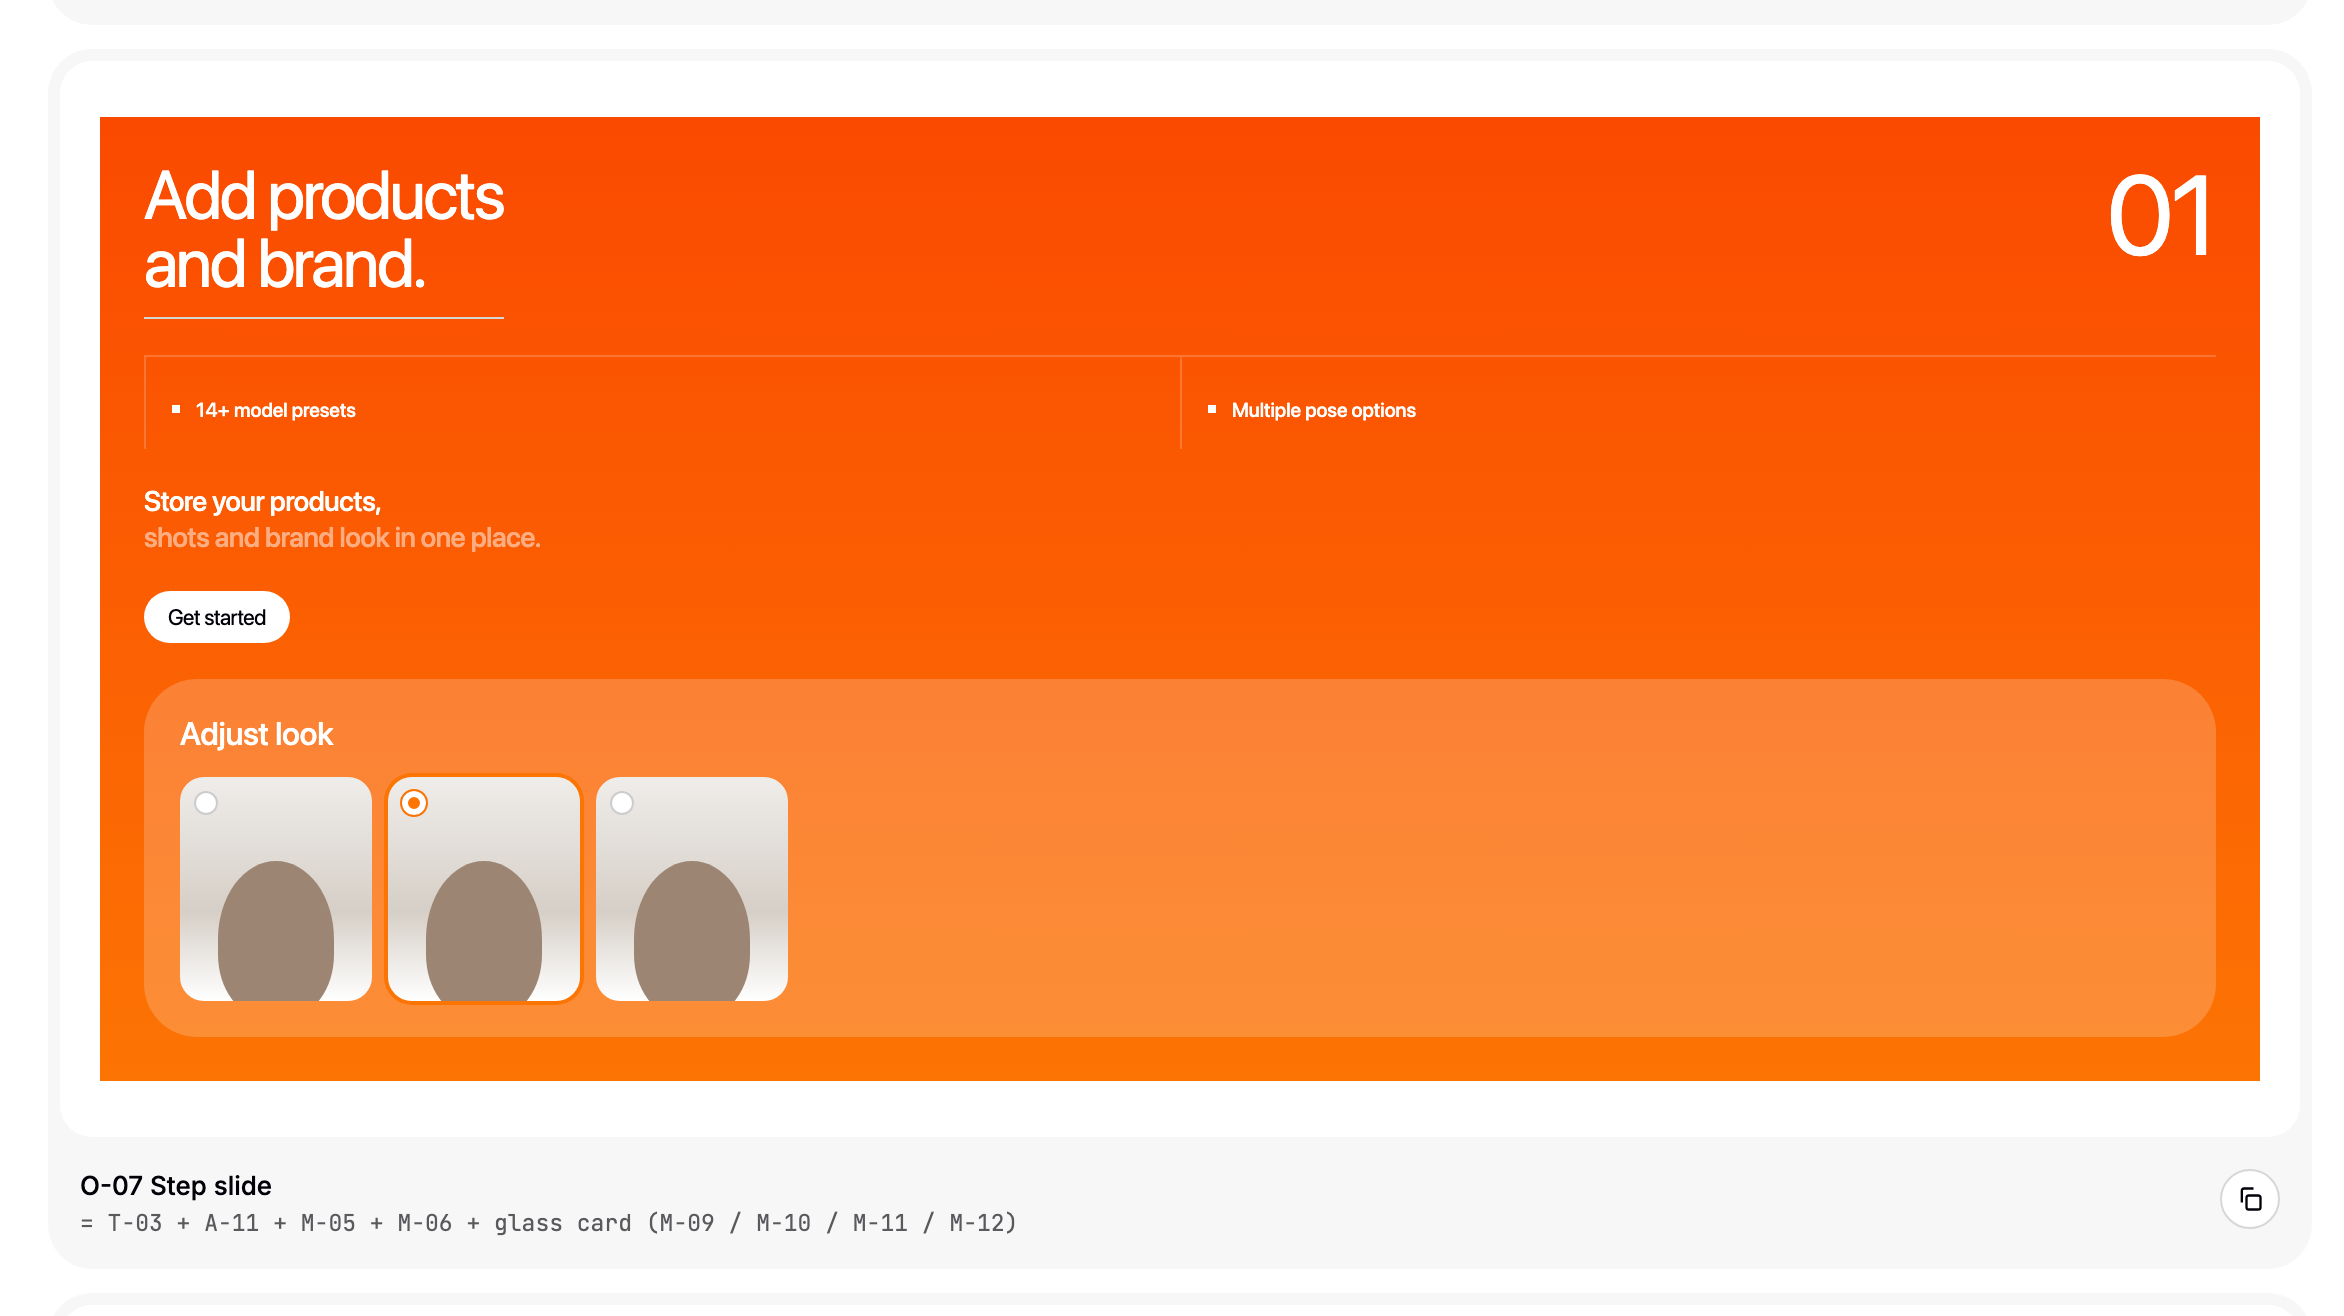 Add products
and brand.
01
14+ model presets
Multiple pose options
Store your products,
shots and brand look in one place.
Get started
Adjust look
O-07 Step slide
= T-03 + A-11 + M-05 + M-06 + glass card (M-09 / M-10 / M-11 / M-12)